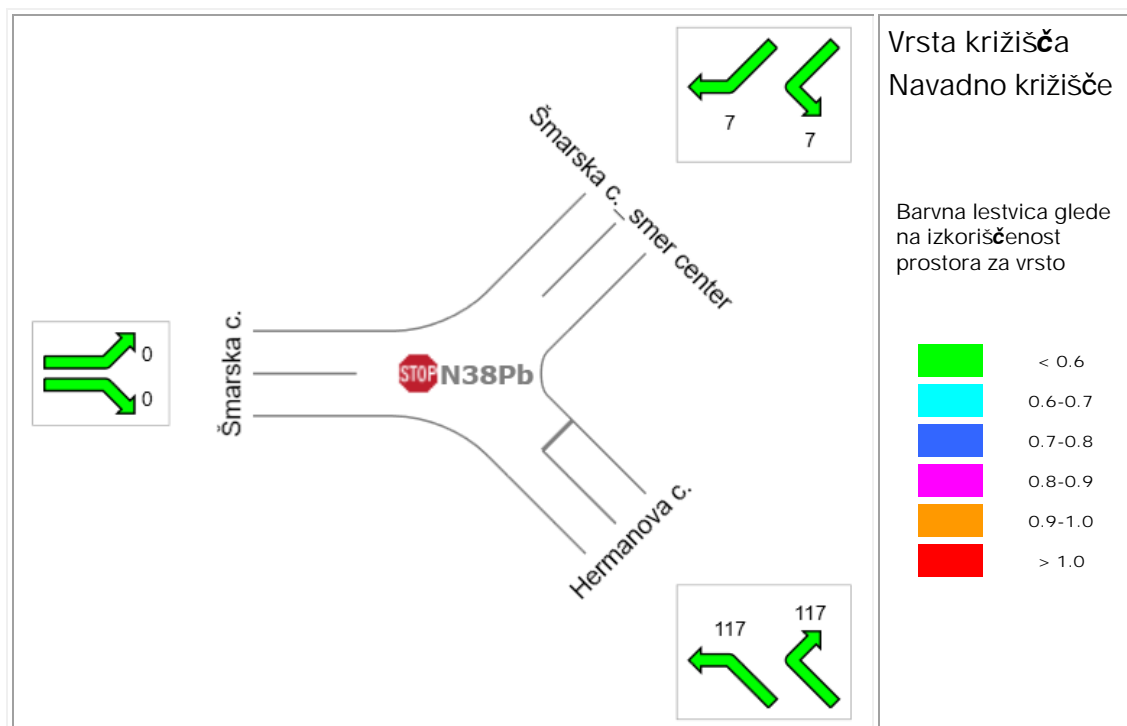 Vrsta križišča
Navadno križišče
7
7
Šmarska c._smer center
0
0
Šmarska c.
STOP
N38Pb
Hermanova c.
117
117
Barvna lestvica glede
na izkoriščenost
prostora za vrsto
< 0.6
0.6-0.7
0.7-0.8
0.8-0.9
0.9-1.0
> 1.0